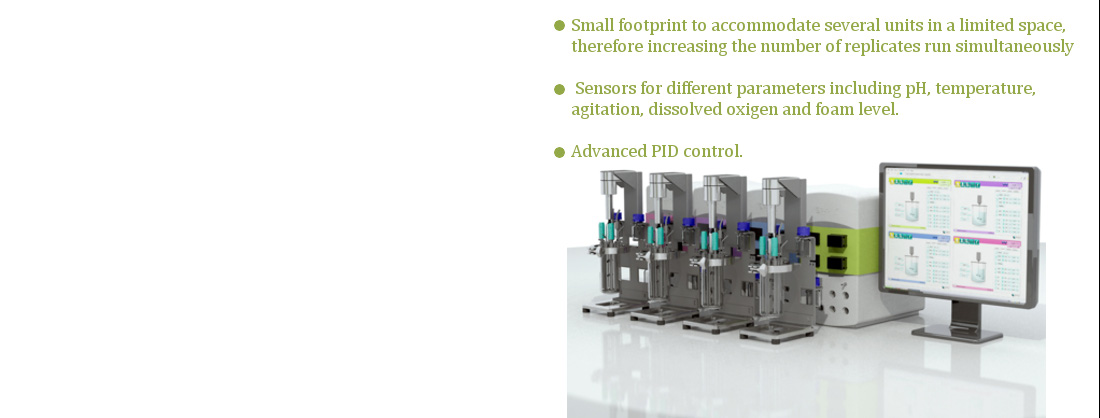 Small footprint to accommodate several units in a limited space,
therefore increasing the number of replicates run simultaneously
Sensors for different parameters including pH, temperature,
agitation, dissolved oxigen and foam level.
Advanced PID control.